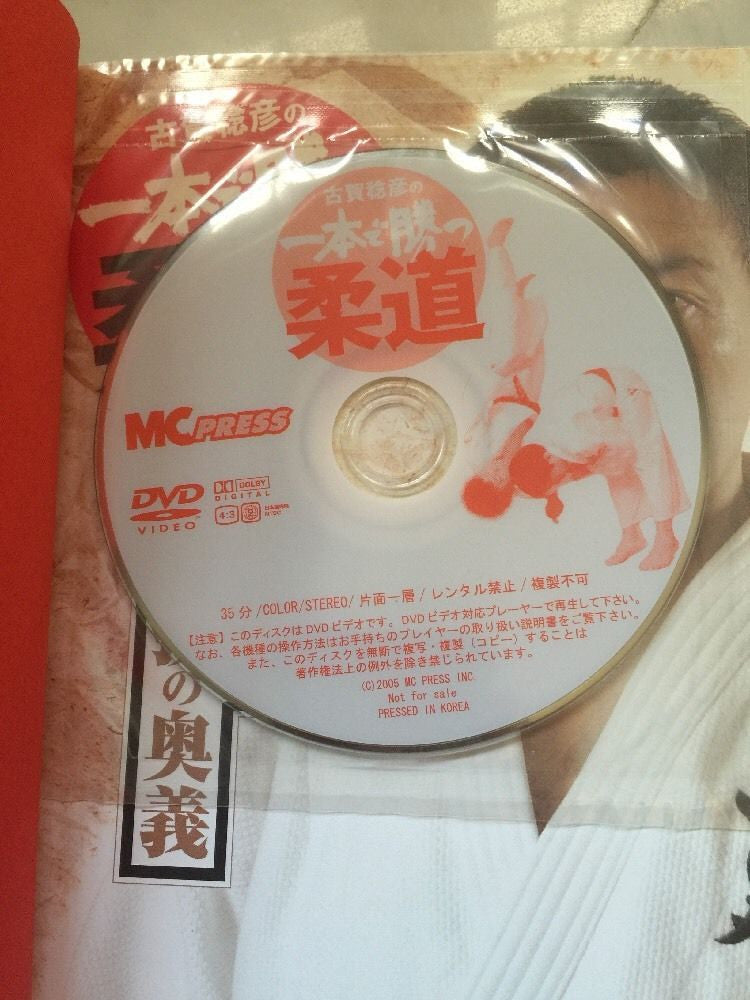 古賀稔彦の
一本で
古賀稔彦の
一本で勝つ
柔道
MC PRESS
DVD
VIDEO
DOLBY
DIGITAL
4:3
35分/COLOR/STEREO/片面一層/レンタル禁止/複製不可
【注意】このディスクはDVDビデオです。DVDビデオ対応プレーヤーで再生して下さい。
なお、各機種の操作方法はお手持ちのプレイヤーの取り扱い説明書をご覧下さい。
また、このディスクを無断で複写・複製（コピー）することは
著作権法上の例外を除き禁じられています。
(C)2005 MC PRESS INC.
Not for sale
PRESSED IN KOREA
の奥義